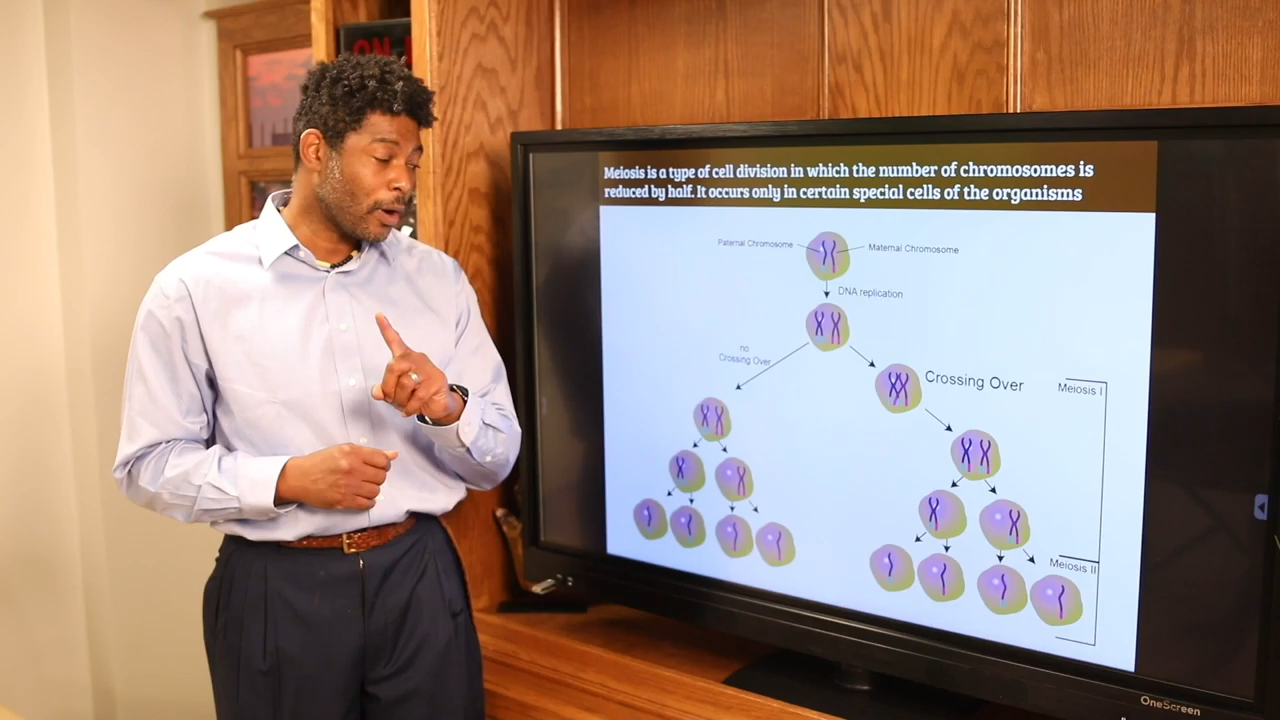 ON
Meiosis is a type of cell division in which the number of chromosomes is
reduced by half. It occurs only in certain special cells of the organisms
Paternal Chromosome
Maternal Chromosome
DNA replication
no
Crossing Over
Crossing Over
Meiosis I
Meiosis II
OneScreen